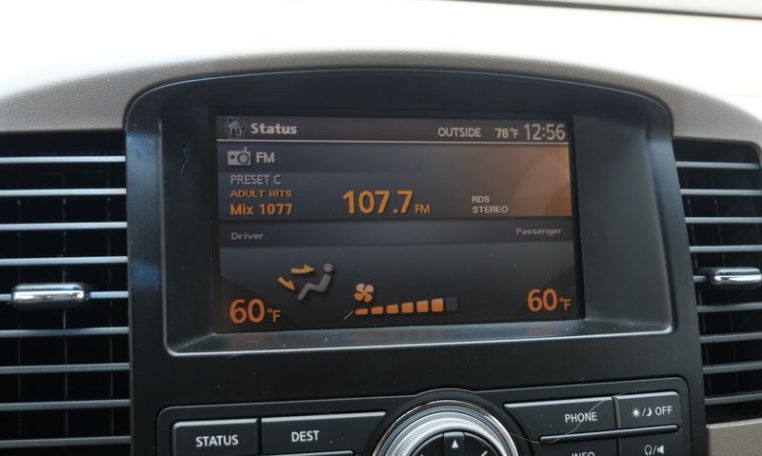 Status OUTSIDE 78°F 12:56
FM
PRESET C
ADULT HITS
Mix 1077
107.7 FM
RDS
STEREO
Driver Passenger
60°F 60°F
STATUS DEST PHONE ☀/☽ OFF
INFO